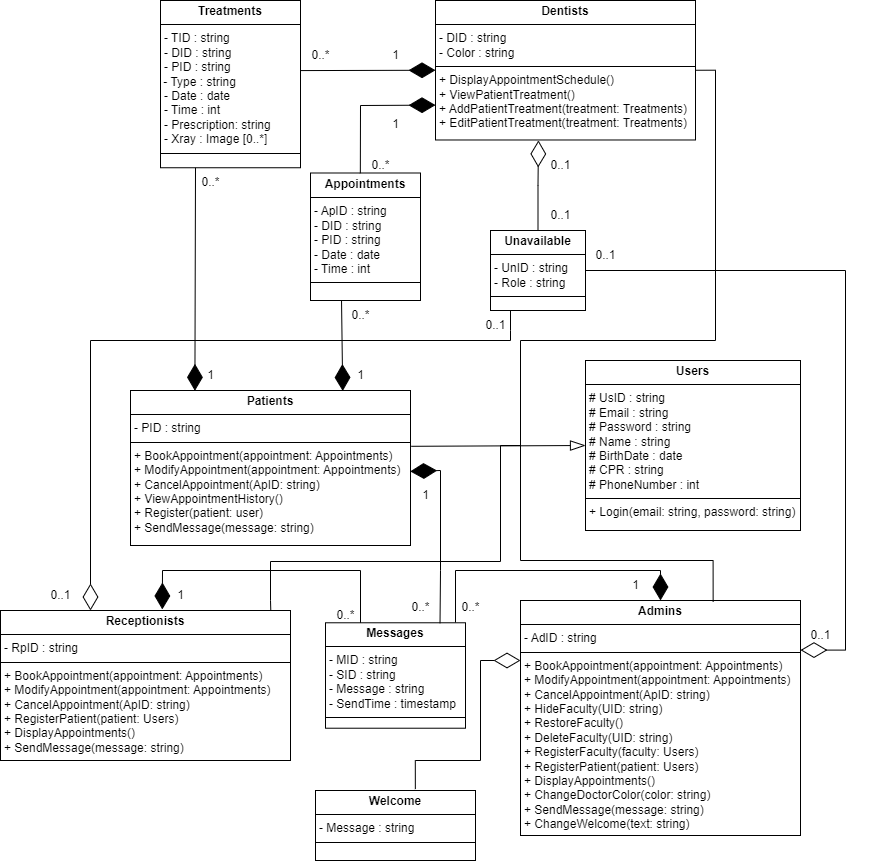 Treatments
- TID : string
- DID : string
- PID : string
- Type : string
- Date : date
- Time : int
- Prescription: string
- Xray : Image [0..*]
0..*
1
Dentists
- DID : string
- Color : string
+ DisplayAppointmentSchedule()
+ ViewPatientTreatment()
+ AddPatientTreatment(treatment: Treatments)
+ EditPatientTreatment(treatment: Treatments)
1
0..*
0..*
0..1
0..1
Appointments
- ApID : string
- DID : string
- PID : string
- Date : date
- Time : int
0..*
Unavailable
- UnID : string
- Role : string
0..1
0..1
1
1
Patients
- PID : string
+ BookAppointment(appointment: Appointments)
+ ModifyAppointment(appointment: Appointments)
+ CancelAppointment(ApID: string)
+ ViewAppointmentHistory()
+ Register(patient: user)
+ SendMessage(message: string)
1
Users
# UsID : string
# Email : string
# Password : string
# Name : string
# BirthDate : date
# CPR : string
# PhoneNumber : int
+ Login(email: string, password: string)
0..1
1
0..*
0..*
0..*
1
0..1
Receptionists
- RpID : string
+ BookAppointment(appointment: Appointments)
+ ModifyAppointment(appointment: Appointments)
+ CancelAppointment(ApID: string)
+ RegisterPatient(patient: Users)
+ DisplayAppointments()
+ SendMessage(message: string)
Messages
- MID : string
- SID : string
- Message : string
- SendTime : timestamp
Admins
- AdID : string
+ BookAppointment(appointment: Appointments)
+ ModifyAppointment(appointment: Appointments)
+ CancelAppointment(ApID: string)
+ HideFaculty(UID: string)
+ RestoreFaculty()
+ DeleteFaculty(UID: string)
+ RegisterFaculty(faculty: Users)
+ RegisterPatient(patient: Users)
+ DisplayAppointments()
+ ChangeDoctorColor(color: string)
+ SendMessage(message: string)
+ ChangeWelcome(text: string)
Welcome
- Message : string